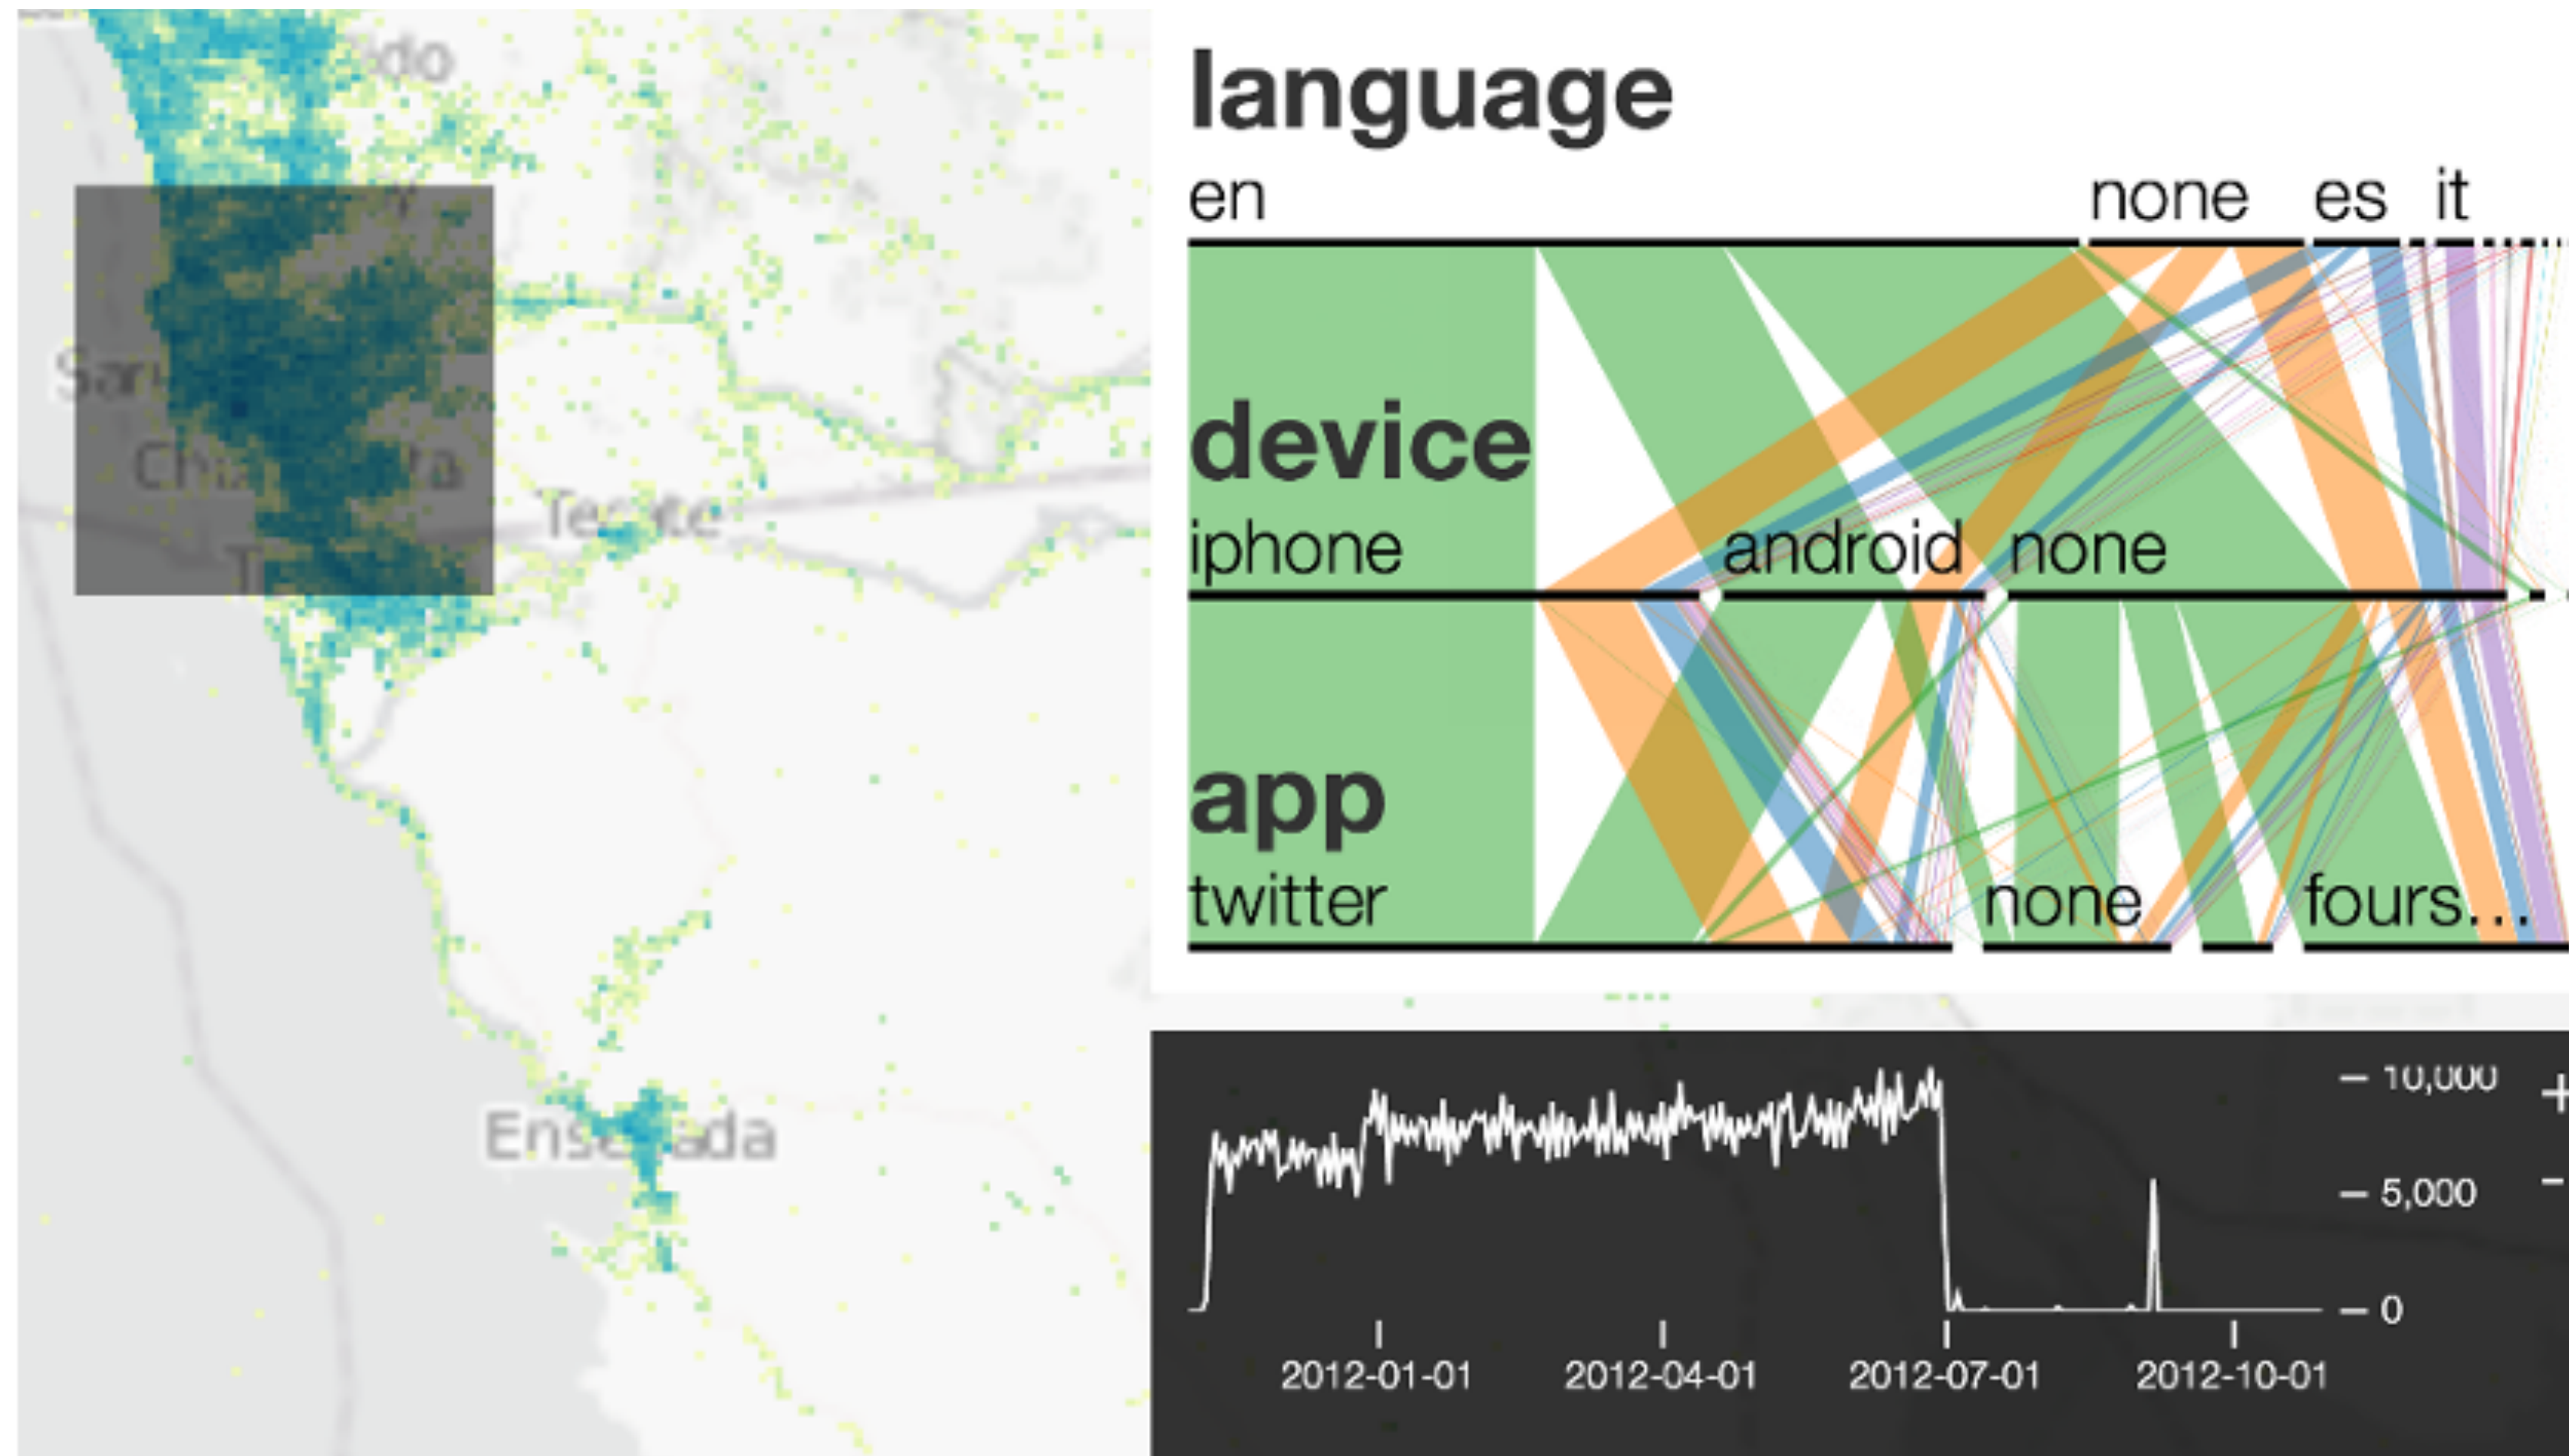 language
en none es it
device
iphone android none
app
twitter none fours...
Tecate
Ensenada
10,000
5,000
0
2012-01-01 2012-04-01 2012-07-01 2012-10-01